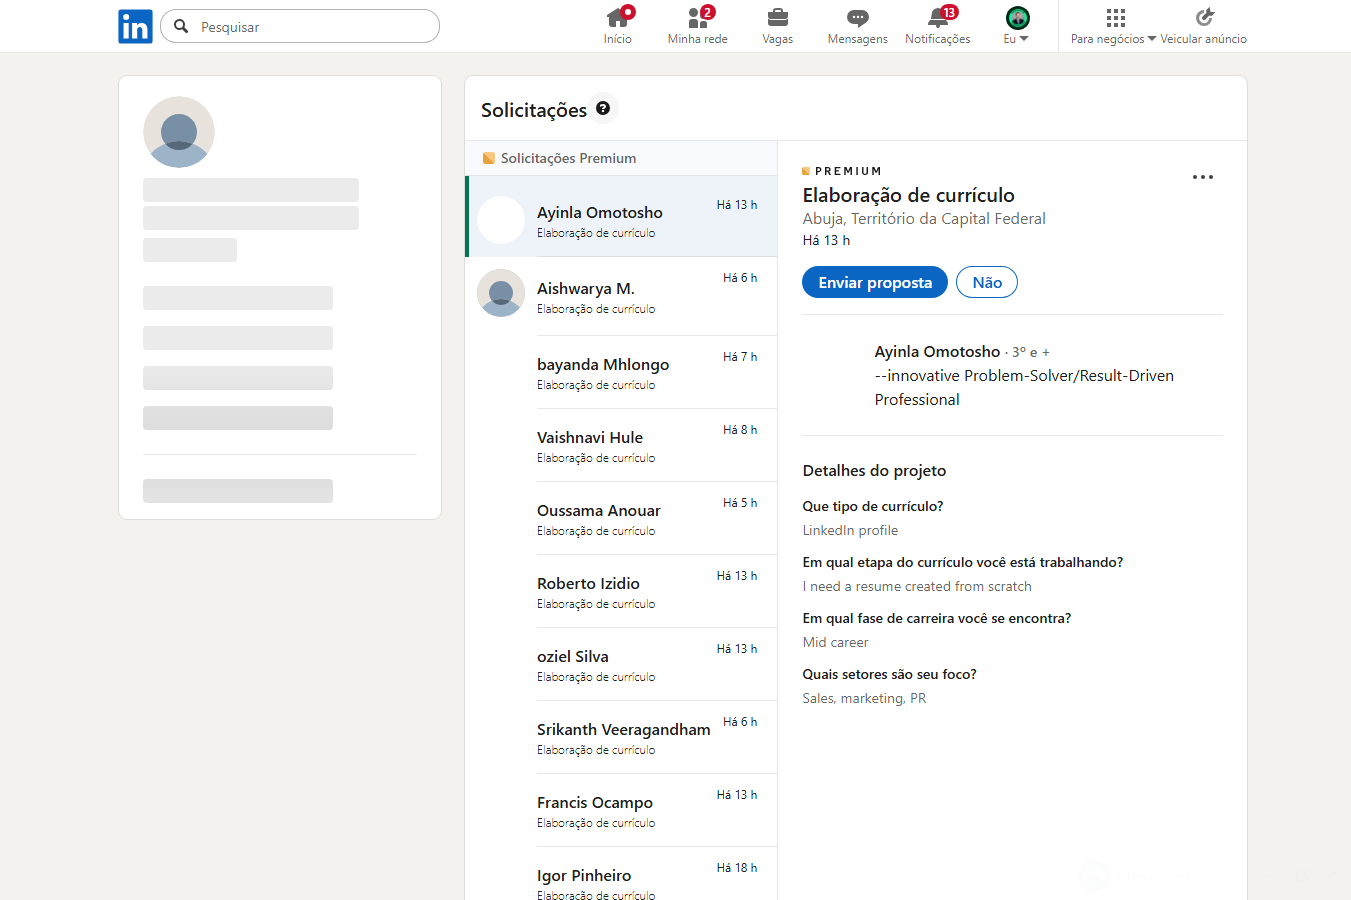 in
Pesquisar
Início
2
Minha rede
Vagas
Mensagens
13
Notificações
Eu
Para negócios
Veicular anúncio
Solicitações
?
Solicitações Premium
Ayinla Omotosho
Há 13 h
Elaboração de currículo
Aishwarya M.
Há 6 h
Elaboração de currículo
bayanda Mhlongo
Há 7 h
Elaboração de currículo
Vaishnavi Hule
Há 8 h
Elaboração de currículo
Oussama Anouar
Há 5 h
Elaboração de currículo
Roberto Izidio
Há 13 h
Elaboração de currículo
oziel Silva
Há 13 h
Elaboração de currículo
Srikanth Veeragandham
Há 6 h
Elaboração de currículo
Francis Ocampo
Há 13 h
Elaboração de currículo
Igor Pinheiro
Há 18 h
Elaboração de currículo
PREMIUM
Elaboração de currículo
Abuja, Território da Capital Federal
Há 13 h
Enviar proposta
Não
Ayinla Omotosho · 3º e +
--innovative Problem-Solver/Result-Driven
Professional
Detalhes do projeto
Que tipo de currículo?
LinkedIn profile
Em qual etapa do currículo você está trabalhando?
I need a resume created from scratch
Em qual fase de carreira você se encontra?
Mid career
Quais setores são seu foco?
Sales, marketing, PR